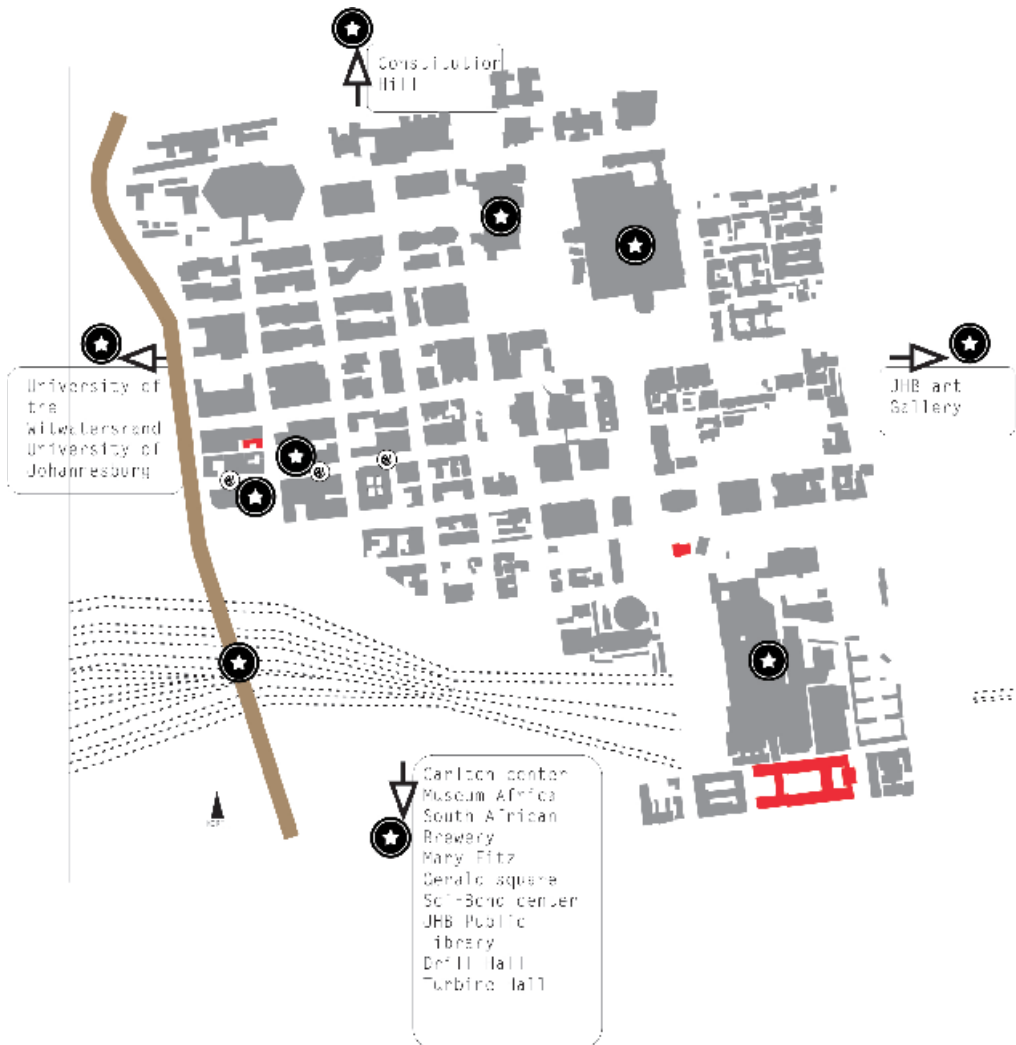 Constitution
Hill
University of
the
Witwatersrand
University of
Johannesburg
JHB art
Gallery
Carlton center
Museum Africa
South African
Brewery
Mary Fitz
Gerald square
Sci-Bono center
JHB Public
Library
Drill Hall
Turbine Hall